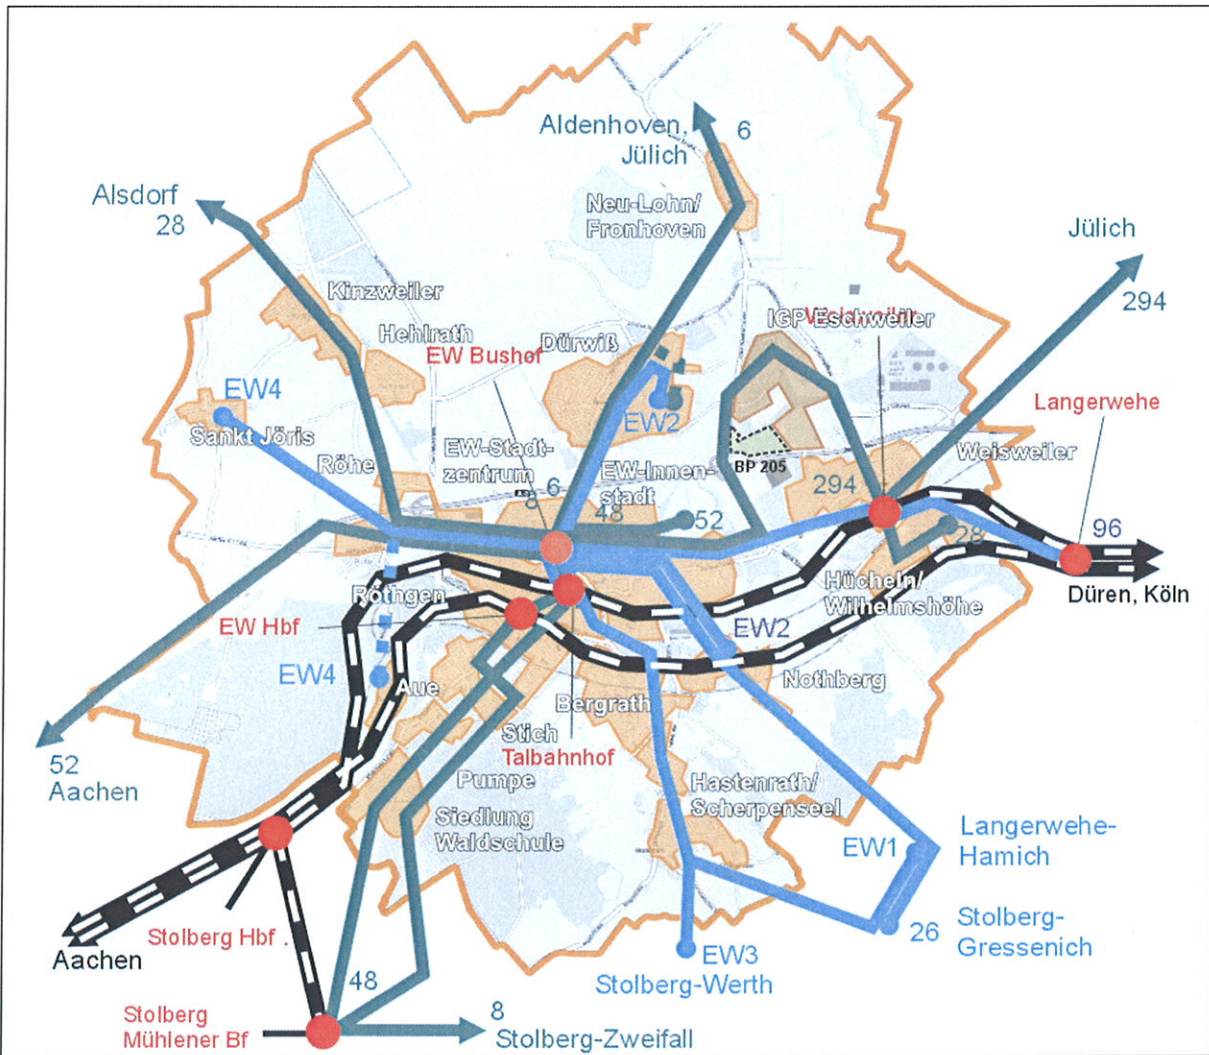 Aldenhoven,
Jülich
6
Alsdorf
28
Neu-Lohn/
Fronhoven
Jülich
294
Kinzweiler
Hehlrath
EW Bushof
Dürwiß
IGP Eschweiler
Weisweiler
EW4
Sankt Jöris
EW2
Langerwehe
Röhe
EW-Stadt-
zentrum
EW-Innen-
stadt
BP 205
Weisweiler
6
8
48
52
294
28
96
Düren, Köln
Röthgen
Hücheln/
Wilhelmshöhe
EW Hbf
EW2
EW4
Aue
Nothberg
Bergrath
Stich
Talbahnhof
52
Aachen
Pumpe
Hastenrath/
Scherpenseel
Siedlung
Waldschule
EW1
Langerwehe-
Hamich
Stolberg Hbf .
Aachen
26
Stolberg-
Gressenich
EW3
Stolberg-Werth
48
Stolberg
Mühlener Bf
8
Stolberg-Zweifall